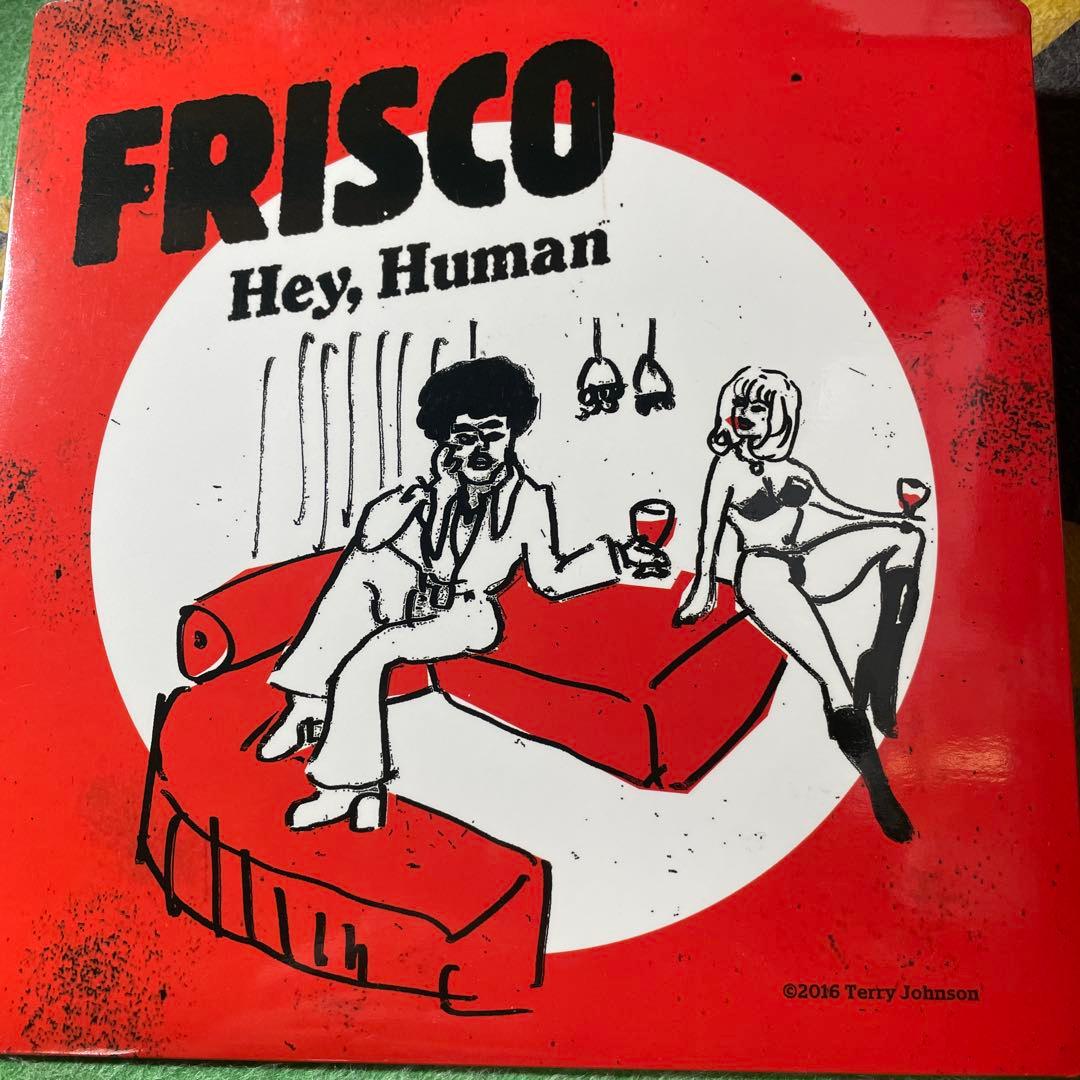 FRISCO
Hey, Human
©2016 Terry Johnson